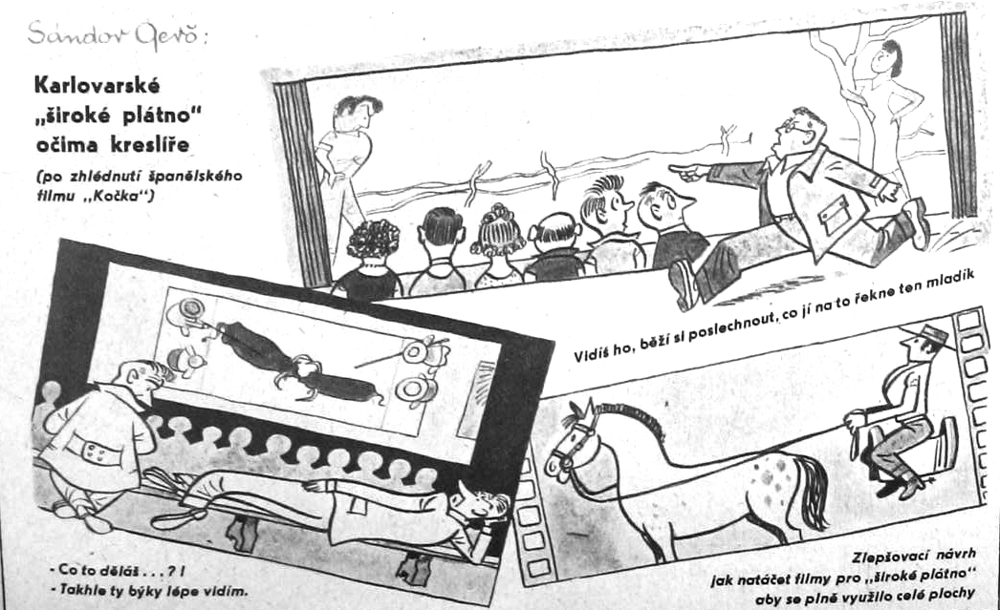 Sándor Gerő:
Karlovarské
„široké plátno“
očima kreslíře
(po zhlédnutí španělského
filmu „Kočka“)
Vidíš ho, běží si poslechnout, co jí na to řekne ten mladík
- Co to děláš...?!
- Takhle ty býky lépe vidím.
Zlepšovací návrh
jak natáčet filmy pro „široké plátno“
aby se plně využilo celé plochy